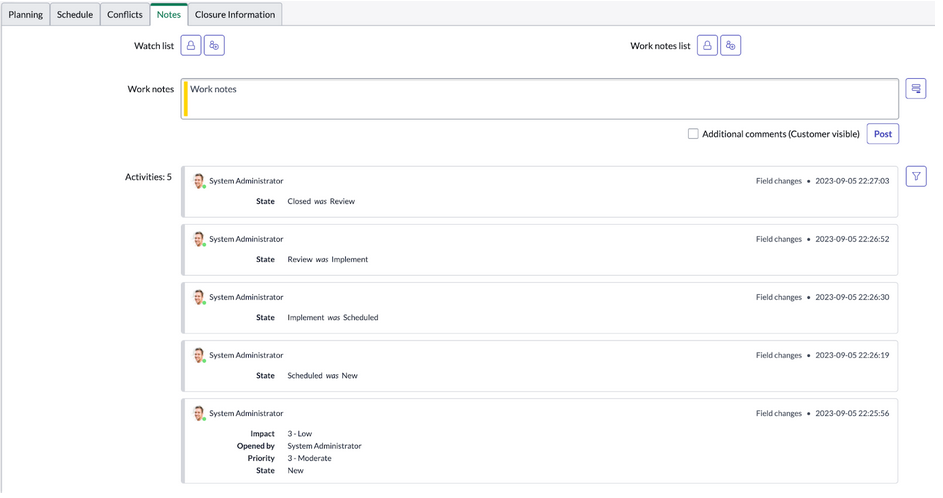 Planning Schedule Conflicts Notes Closure Information
Watch list Work notes list
Work notes Work notes
Additional comments (Customer visible) Post
Activities: 5 System Administrator Field changes • 2023-09-05 22:27:03
State Closed was Review
System Administrator Field changes • 2023-09-05 22:26:52
State Review was Implement
System Administrator Field changes • 2023-09-05 22:26:30
State Implement was Scheduled
System Administrator Field changes • 2023-09-05 22:26:19
State Scheduled was New
System Administrator Field changes • 2023-09-05 22:25:56
Impact 3 - Low
Opened by System Administrator
Priority 3 - Moderate
State New